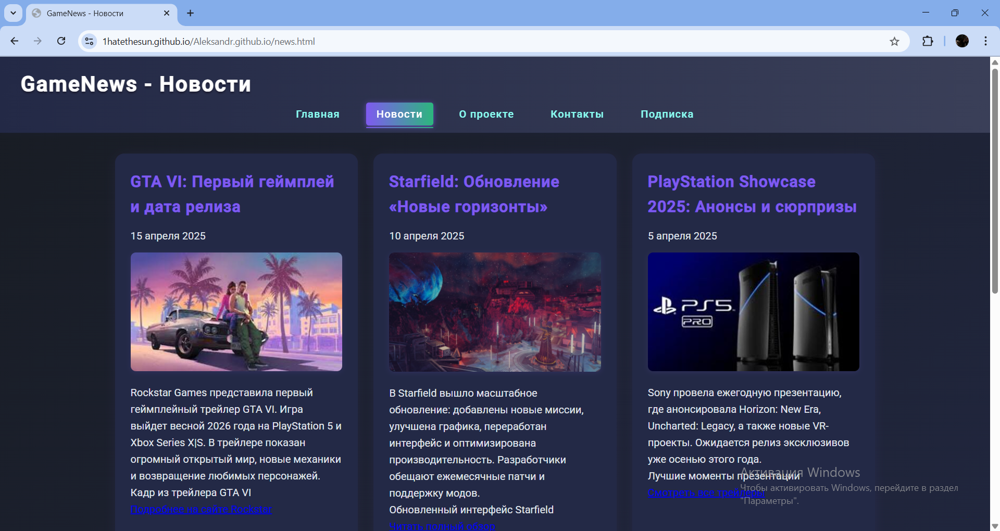 GameNews - Новости
1hatethesun.github.io/Aleksandr.github.io/news.html
GameNews - Новости
Главная
Новости
О проекте
Контакты
Подписка
GTA VI: Первый геймплей
и дата релиза
15 апреля 2025
Rockstar Games представила первый
геймплейный трейлер GTA VI. Игра
выйдет весной 2026 года на PlayStation 5 и
Xbox Series X|S. В трейлере показан
огромный открытый мир, новые механики
и возвращение любимых персонажей.
Кадр из трейлера GTA VI
Подробнее на сайте Rockstar
Starfield: Обновление
«Новые горизонты»
10 апреля 2025
В Starfield вышло масштабное
обновление: добавлены новые миссии,
улучшена графика, переработан
интерфейс и оптимизирована
производительность. Разработчики
обещают ежемесячные патчи и
поддержку модов.
Обновленный интерфейс Starfield
Читать полный обзор
PlayStation Showcase
2025: Анонсы и сюрпризы
5 апреля 2025
PS5
PRO
Sony провела ежегодную презентацию,
где анонсировала Horizon: New Era,
Uncharted: Legacy, а также новые VR-
проекты. Ожидается релиз эксклюзивов
уже осенью этого года.
Лучшие моменты презентации
Смотреть все трейлеры
Активация Windows
Чтобы активировать Windows, перейдите в раздел
"Параметры".